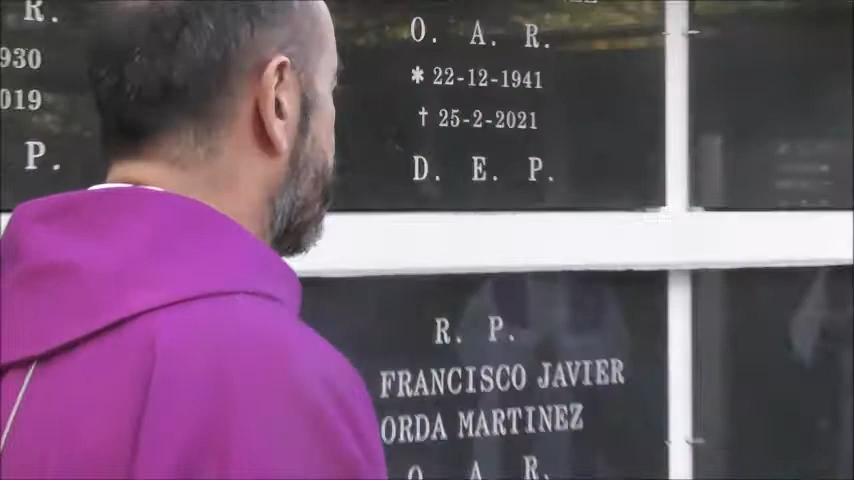 R.
930
019
P.
O. A. R.
* 22-12-1941
† 25-2-2021
D. E. P.
R. P.
FRANCISCO JAVIER
ORDA MARTINEZ
O. A. R.